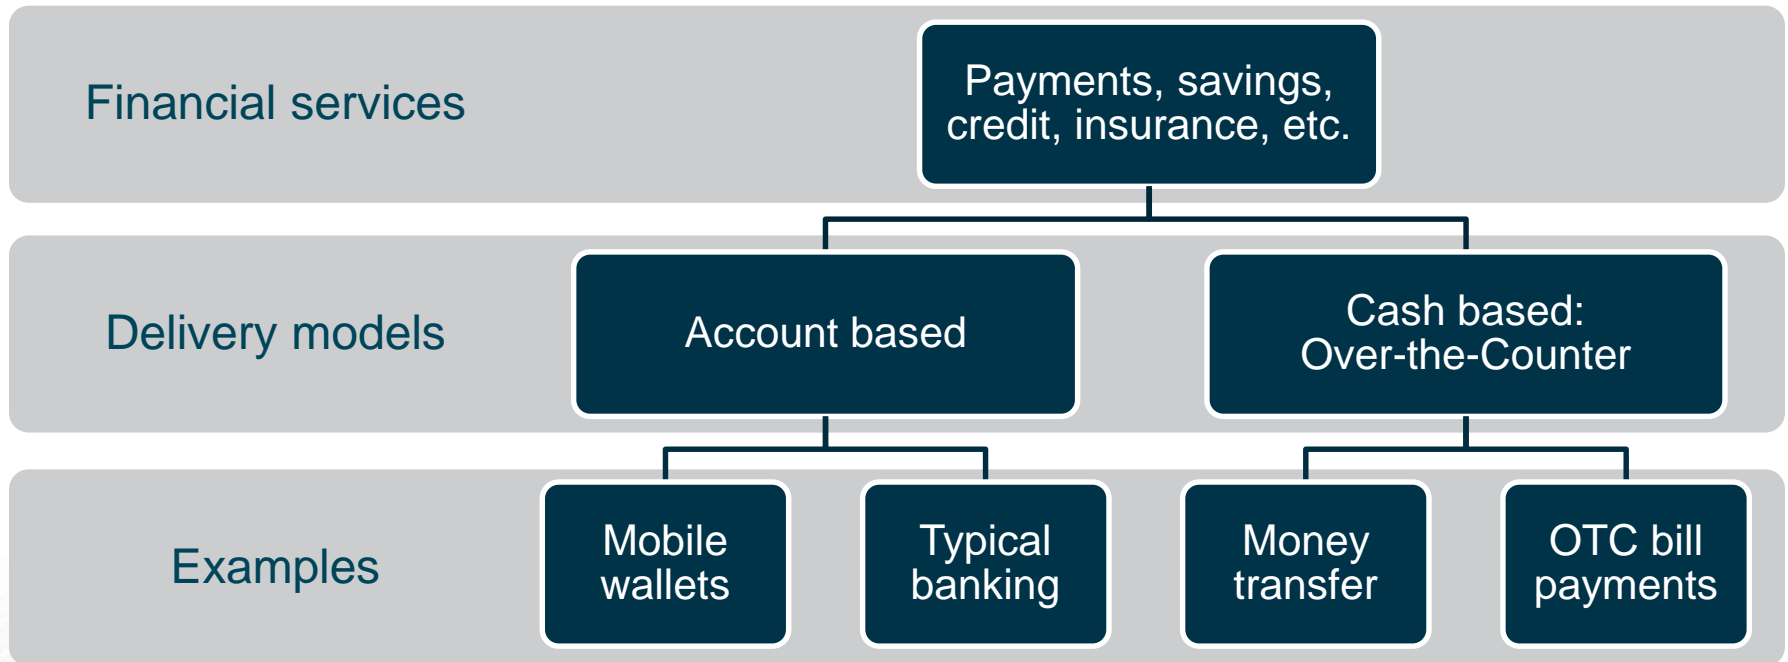 Financial services
Payments, savings,
credit, insurance, etc.
Delivery models
Account based
Cash based:
Over-the-Counter
Examples
Mobile
wallets
Typical
banking
Money
transfer
OTC bill
payments